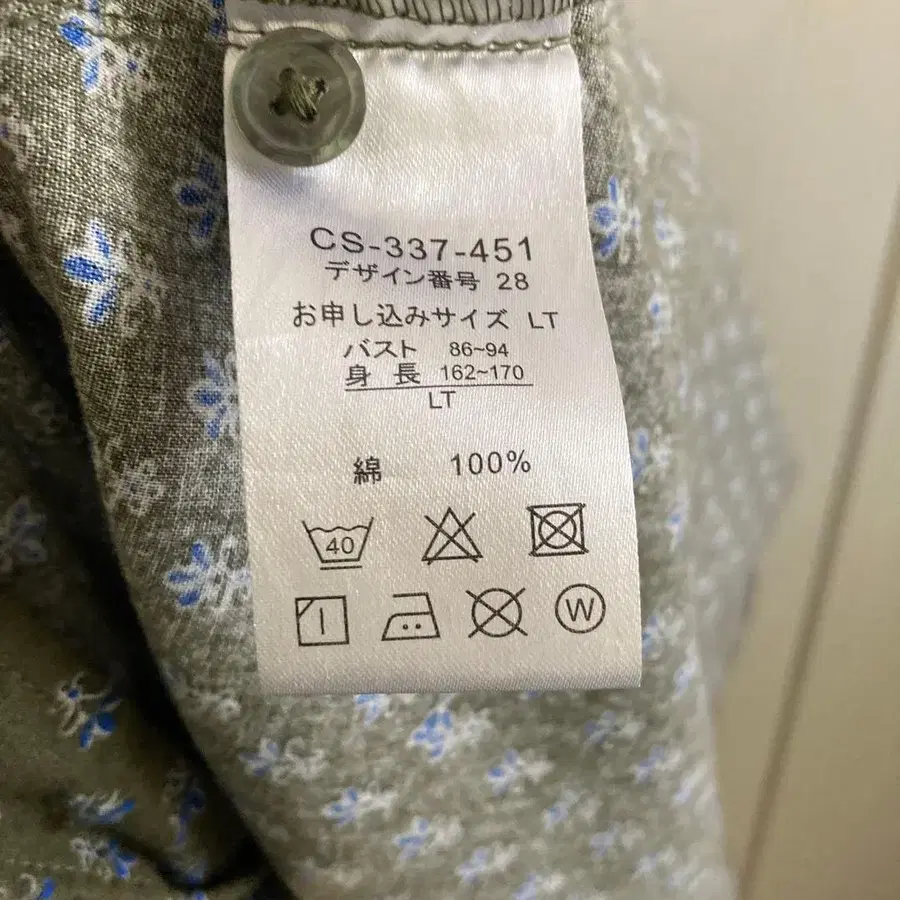 CS-337-451
デザイン番号 28
お申し込みサイズ LT
バスト 86~94
身 長 162~170
LT
綿 100%
40
W